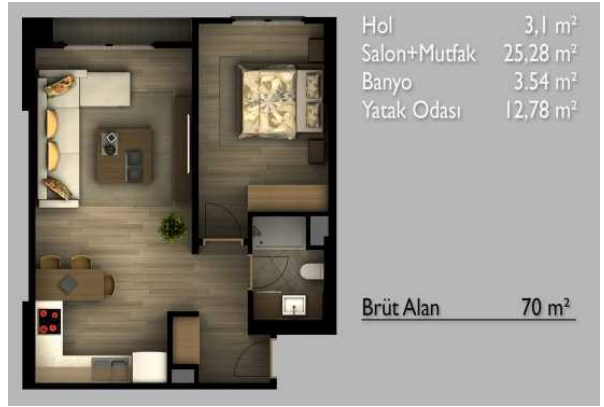 Hol 3,1 m²
Salon+Mutfak 25,28 m²
Banyo 3.54 m²
Yatak Odası 12,78 m²
Brüt Alan 70 m²